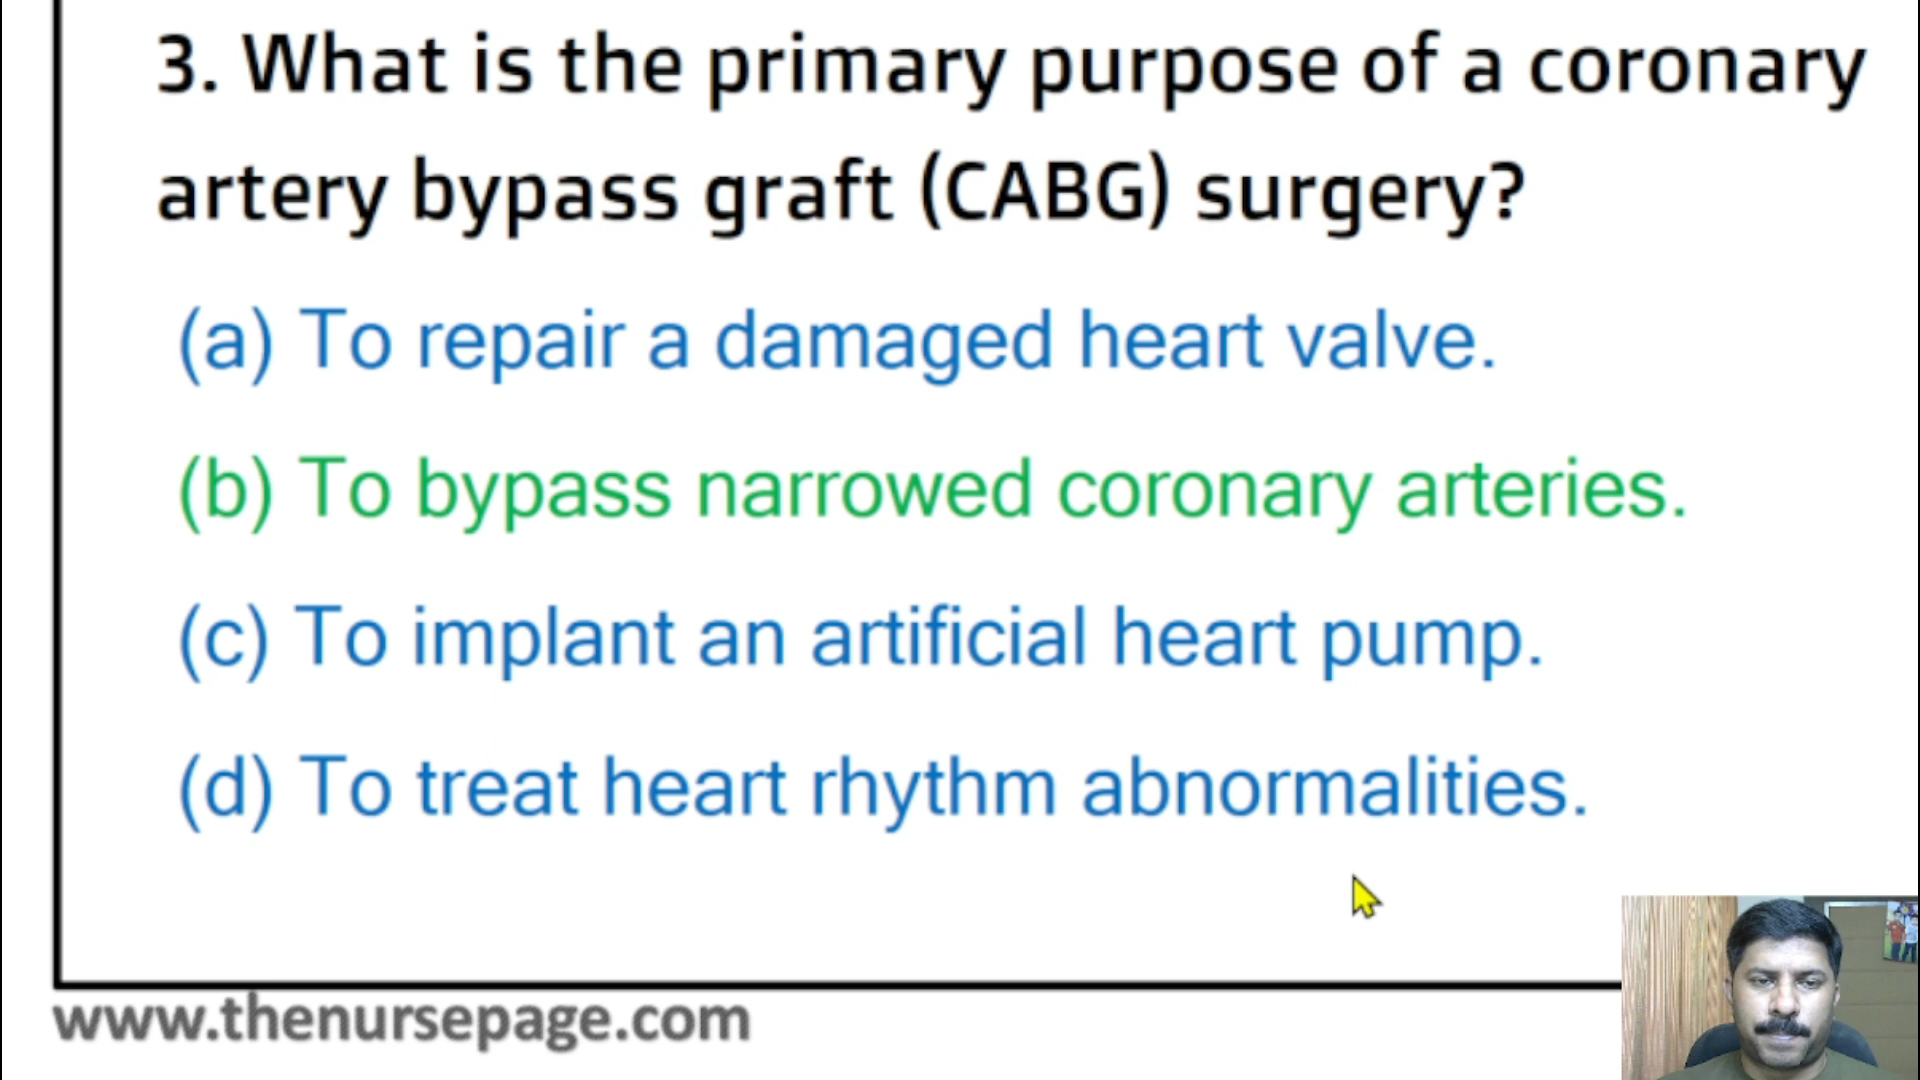 3. What is the primary purpose of a coronary
artery bypass graft (CABG) surgery?
(a) To repair a damaged heart valve.
(b) To bypass narrowed coronary arteries.
(c) To implant an artificial heart pump.
(d) To treat heart rhythm abnormalities.
www.thenursepage.com